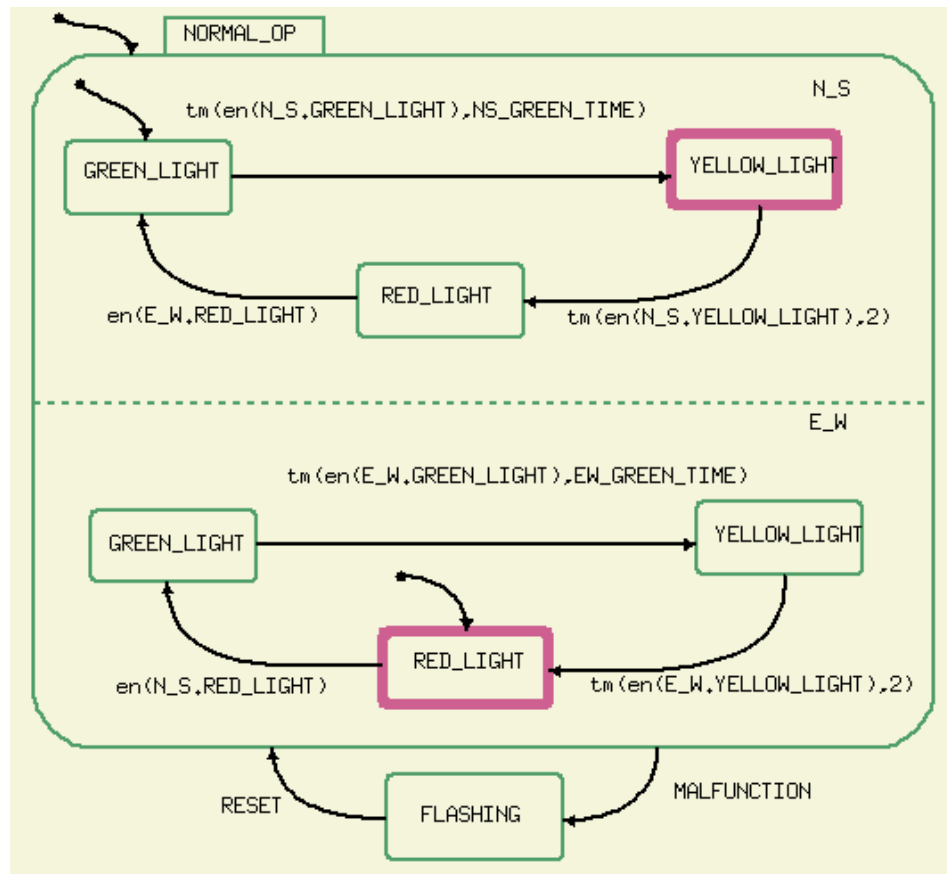 NORMAL_OP
N_S
tm(en(N_S.GREEN_LIGHT),NS_GREEN_TIME)
GREEN_LIGHT
YELLOW_LIGHT
RED_LIGHT
en(E_W.RED_LIGHT)
tm(en(N_S.YELLOW_LIGHT),2)
E_W
tm(en(E_W.GREEN_LIGHT),EW_GREEN_TIME)
GREEN_LIGHT
YELLOW_LIGHT
RED_LIGHT
en(N_S.RED_LIGHT)
tm(en(E_W.YELLOW_LIGHT),2)
RESET
FLASHING
MALFUNCTION